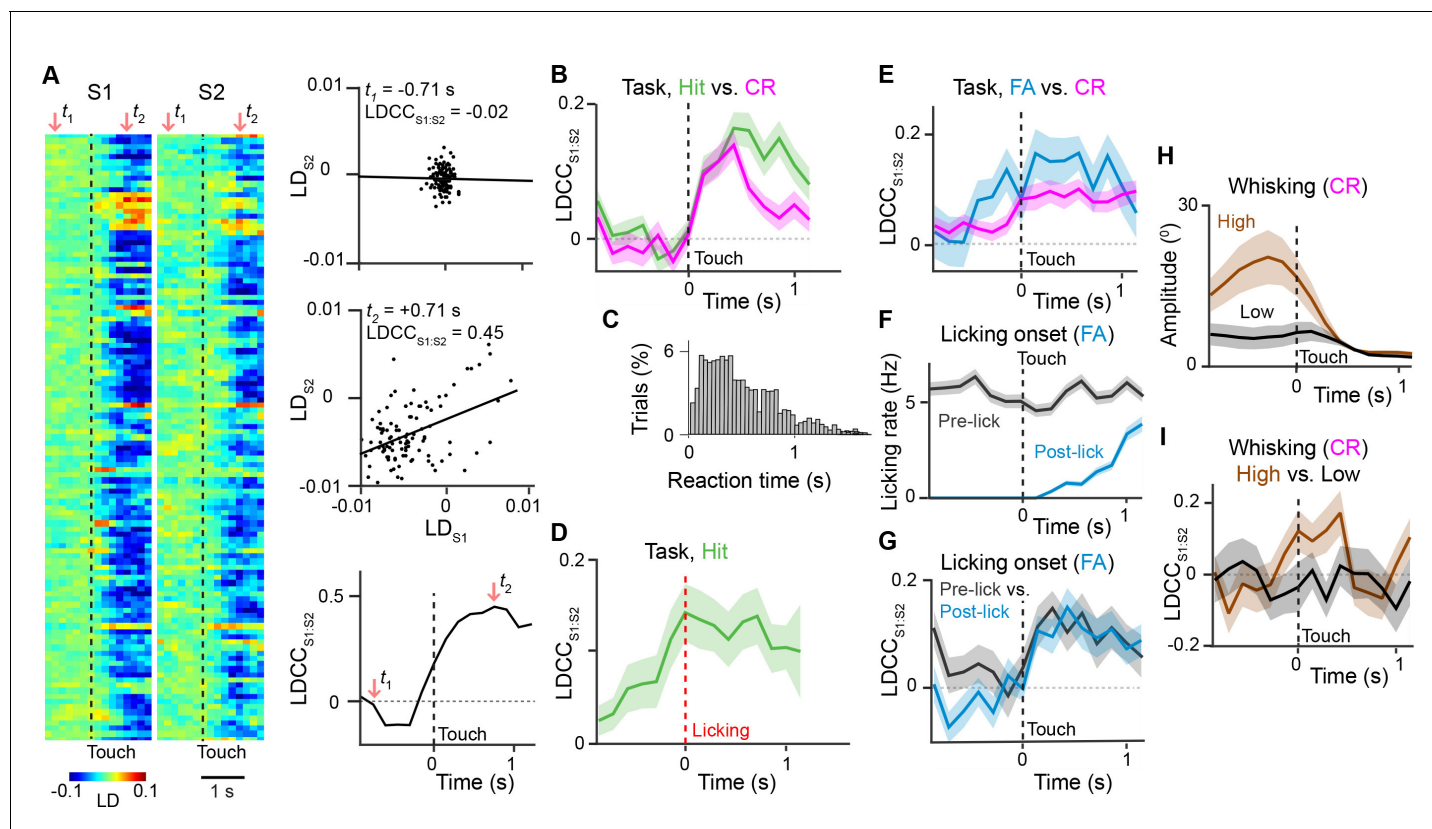 A
S1
S2
t1
t2
t1
t2
Touch
Touch
-0.1
0.1
LD
1 s
0.01
t1 = -0.71 s
LDCCS1:S2 = -0.02
LDS2
0
-0.01
0.01
t2 = +0.71 s
LDCCS1:S2 = 0.45
LDS2
0
-0.01
-0.01
0
0.01
LDS1
0.5
LDCCS1:S2
t2
t1
0
Touch
0
1
Time (s)
B
Task, Hit vs. CR
0.2
LDCCS1:S2
0
Touch
0
1
Time (s)
C
6
Trials (%)
0
0
1
Reaction time (s)
D
Task, Hit
0.2
LDCCS1:S2
0
Licking
0
1
Time (s)
E
Task, FA vs. CR
0.2
LDCCS1:S2
0
Touch
0
1
Time (s)
F
Licking onset (FA)
Touch
Licking rate (Hz)
5
Pre-lick
Post-lick
0
0
1
Time (s)
G
Licking onset (FA)
0.2
Pre-lick vs.
Post-lick
LDCCS1:S2
0
Touch
0
1
Time (s)
H
Whisking (CR)
30
High
Amplitude (0)
Low
Touch
0
0
1
Time (s)
I
Whisking (CR)
High vs. Low
0.2
LDCCS1:S2
0
Touch
-0.2
0
1
Time (s)